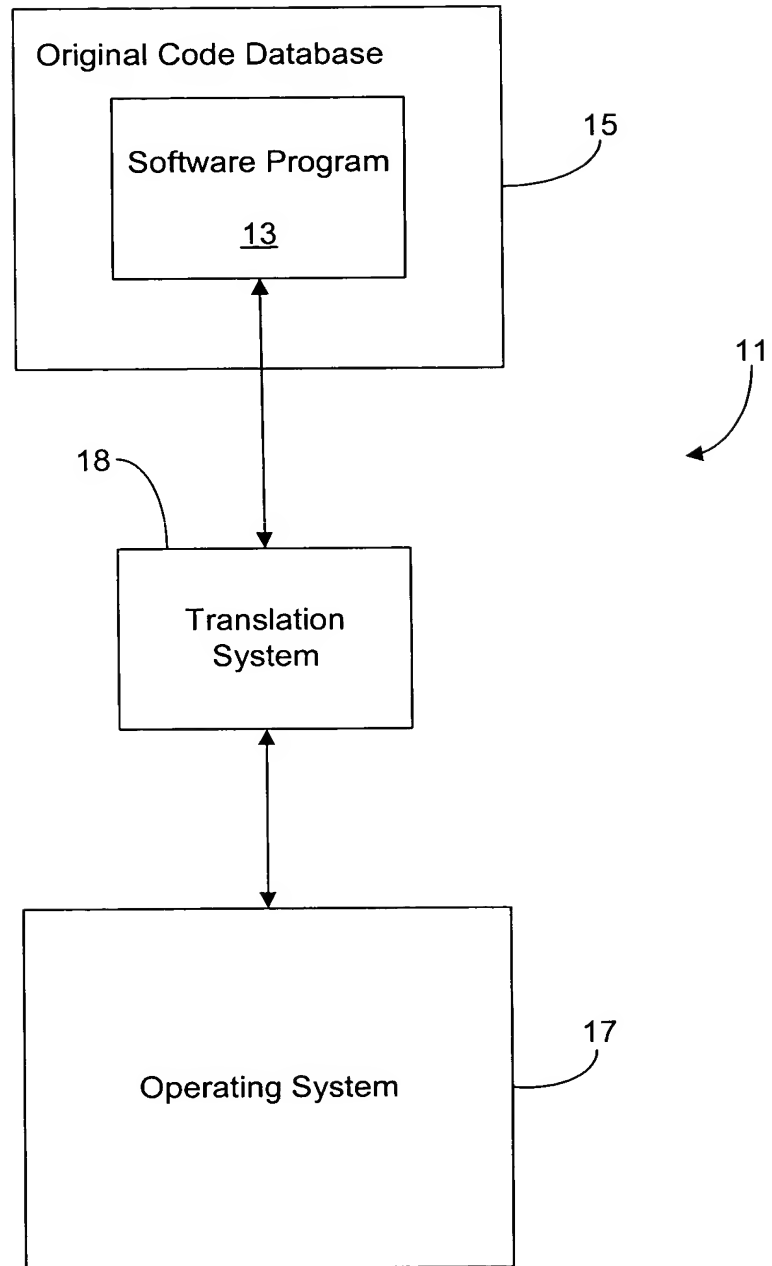 Original Code Database
Software Program
13
15
11
18
Translation
System
17
Operating System